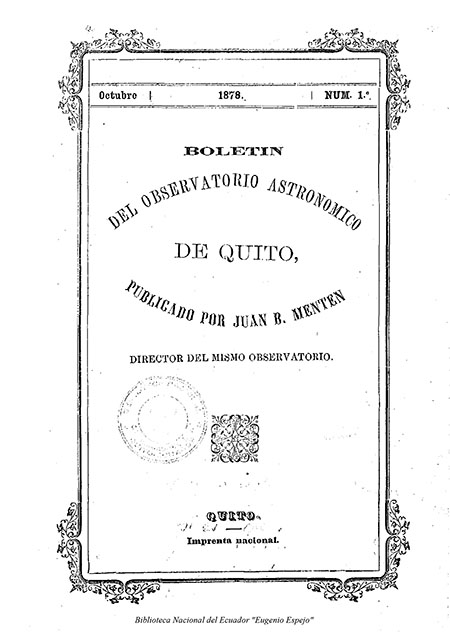 Octubre | 1878. | NUM. 1.º
BOLETIN
DEL OBSERVATORIO ASTRONOMICO
DE QUITO,
PUBLICADO POR JUAN B. MENTEN
DIRECTOR DEL MISMO OBSERVATORIO.
QUITO.
Imprenta nacional.
Biblioteca Nacional del Ecuador "Eugenio Espejo"